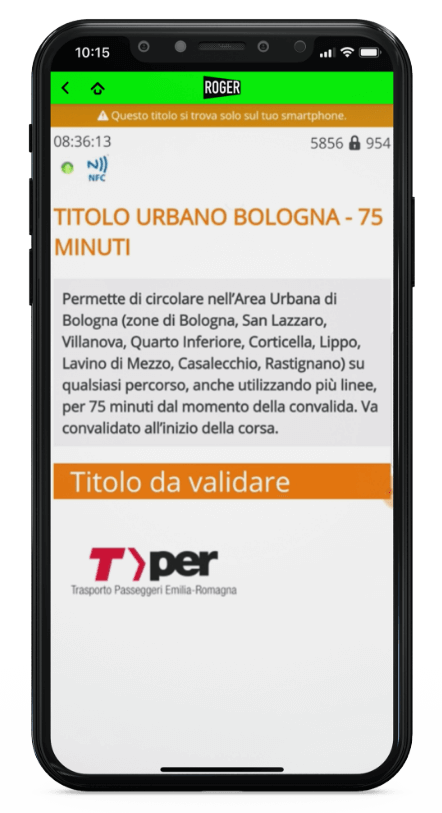 10:15
ROGER
Questo titolo si trova solo sul tuo smartphone.
08:36:13
5856 954
NFC
TITOLO URBANO BOLOGNA - 75
MINUTI
Permette di circolare nell'Area Urbana di
Bologna (zone di Bologna, San Lazzaro,
Villanova, Quarto Inferiore, Corticella, Lippo,
Lavino di Mezzo, Casalecchio, Rastignano) su
qualsiasi percorso, anche utilizzando più linee,
per 75 minuti dal momento della convalida. Va
convalidato all'inizio della corsa.
Titolo da validare
Tper
Trasporto Passeggeri Emilia-Romagna